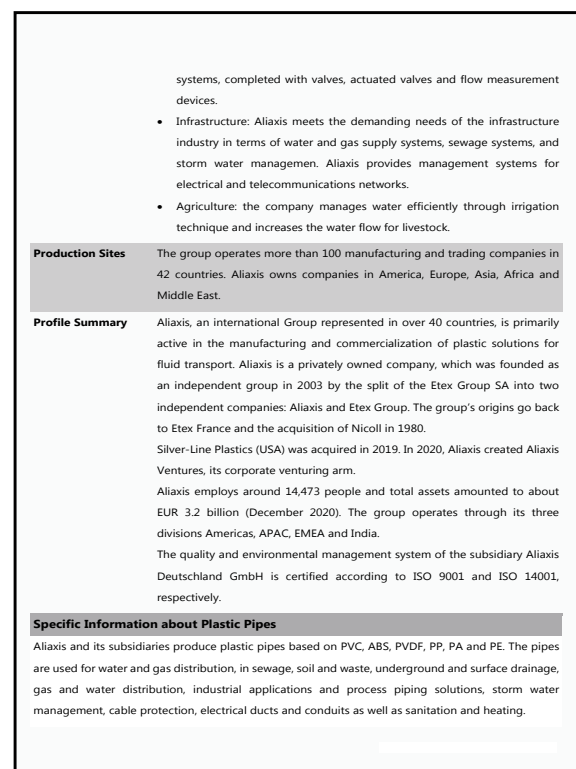 systems, completed with valves, actuated valves and flow measurement
devices.
• Infrastructure: Aliaxis meets the demanding needs of the infrastructure
industry in terms of water and gas supply systems, sewage systems, and
storm water managemen. Aliaxis provides management systems for
electrical and telecommunications networks.
• Agriculture: the company manages water efficiently through irrigation
technique and increases the water flow for livestock.
Production Sites The group operates more than 100 manufacturing and trading companies in
42 countries. Aliaxis owns companies in America, Europe, Asia, Africa and
Middle East.
Profile Summary Aliaxis, an international Group represented in over 40 countries, is primarily
active in the manufacturing and commercialization of plastic solutions for
fluid transport. Aliaxis is a privately owned company, which was founded as
an independent group in 2003 by the split of the Etex Group SA into two
independent companies: Aliaxis and Etex Group. The group's origins go back
to Etex France and the acquisition of Nicoll in 1980.
Silver-Line Plastics (USA) was acquired in 2019. In 2020, Aliaxis created Aliaxis
Ventures, its corporate venturing arm.
Aliaxis employs around 14,473 people and total assets amounted to about
EUR 3.2 billion (December 2020). The group operates through its three
divisions Americas, APAC, EMEA and India.
The quality and environmental management system of the subsidiary Aliaxis
Deutschland GmbH is certified according to ISO 9001 and ISO 14001,
respectively.
Specific Information about Plastic Pipes
Aliaxis and its subsidiaries produce plastic pipes based on PVC, ABS, PVDF, PP, PA and PE. The pipes
are used for water and gas distribution, in sewage, soil and waste, underground and surface drainage,
gas and water distribution, industrial applications and process piping solutions, storm water
management, cable protection, electrical ducts and conduits as well as sanitation and heating.